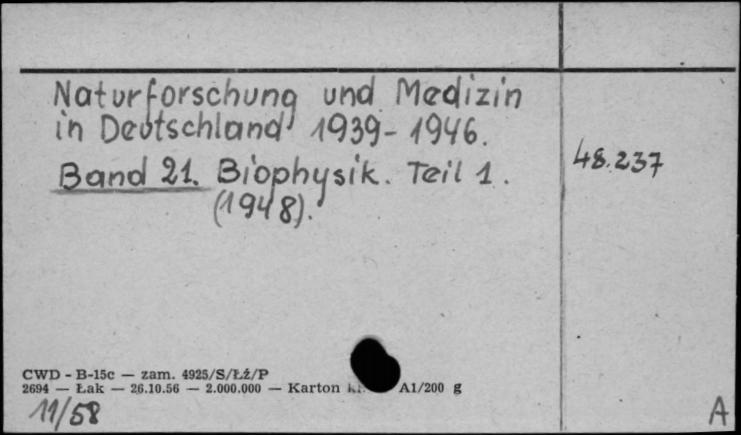 Naturforschung und Medizin
in Deutschland 1939-1946.
Band 21. Biophysik. Teil 1.
(1948).
48.237
CWD - B-15c — zam. 4925/S/Łź/P
2694 — Łak — 26.10.56 — 2.000.000 — Karton A1/200 g
11/58
A